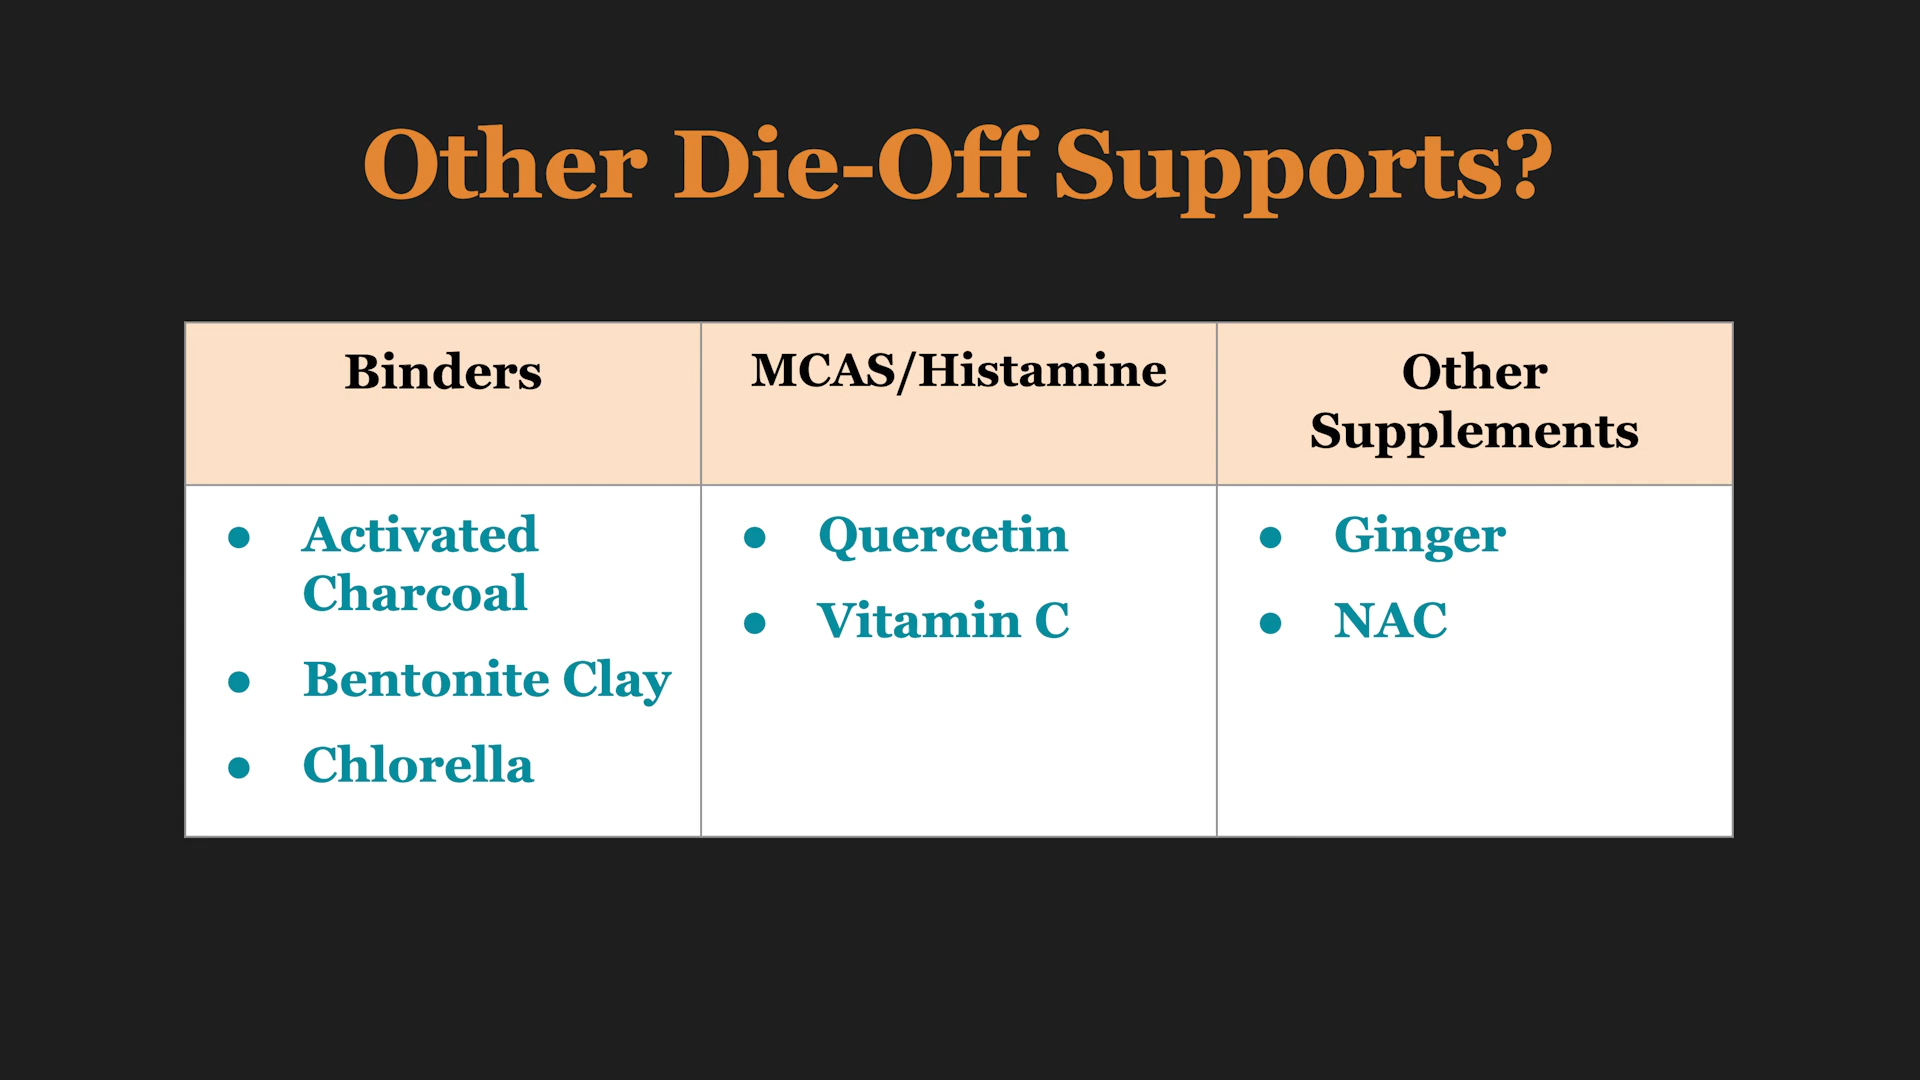 Other Die-Off Supports?
Binders
MCAS/Histamine
Other
Supplements
● Activated
Charcoal
● Bentonite Clay
● Chlorella
● Quercetin
● Vitamin C
● Ginger
● NAC